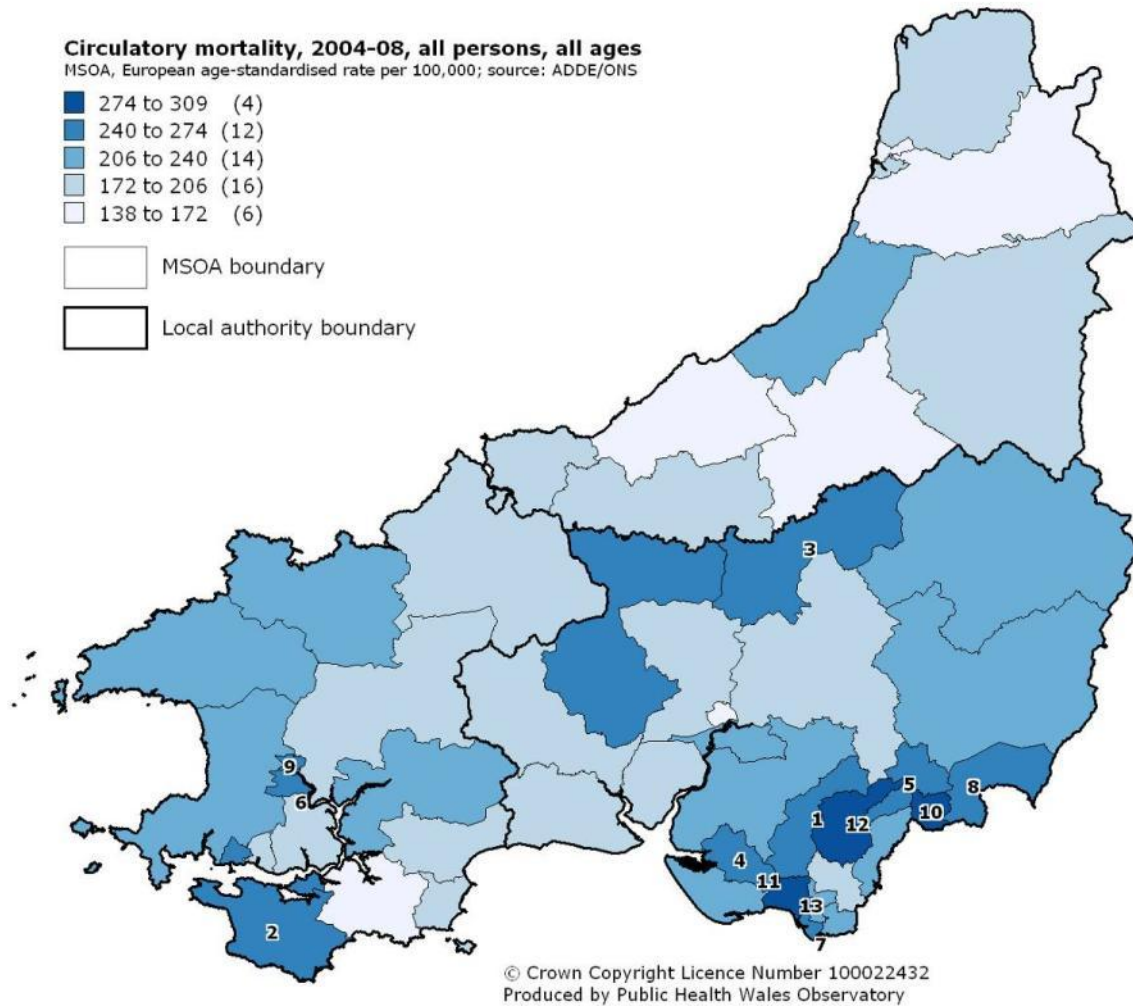 Circulatory mortality, 2004-08, all persons, all ages
MSOA, European age-standardised rate per 100,000; source: ADDE/ONS
274 to 309 (4)
240 to 274 (12)
206 to 240 (14)
172 to 206 (16)
138 to 172 (6)
MSOA boundary
Local authority boundary
3
9
6
5
8
1
12
10
4
11
13
2
7
© Crown Copyright Licence Number 100022432
Produced by Public Health Wales Observatory